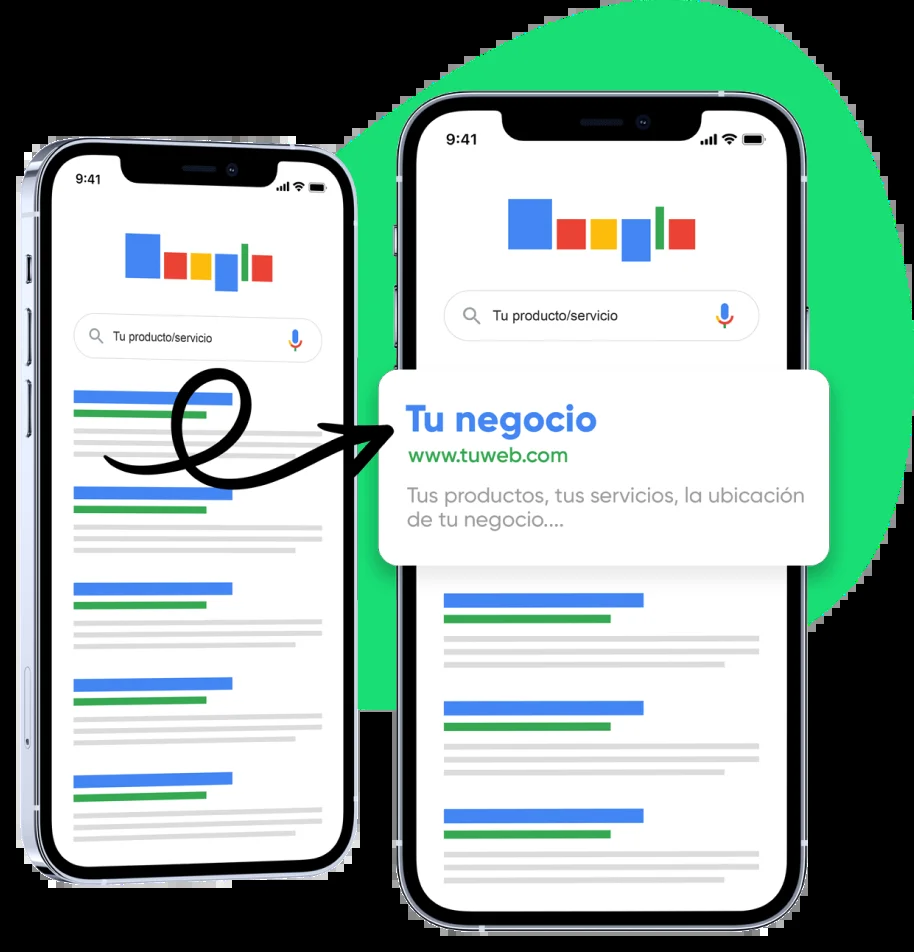 9:41
Tu producto/servicio
9:41
Tu producto/servicio
Tu negocio
www.tuweb.com
Tus productos, tus servicios, la ubicación
de tu negocio....